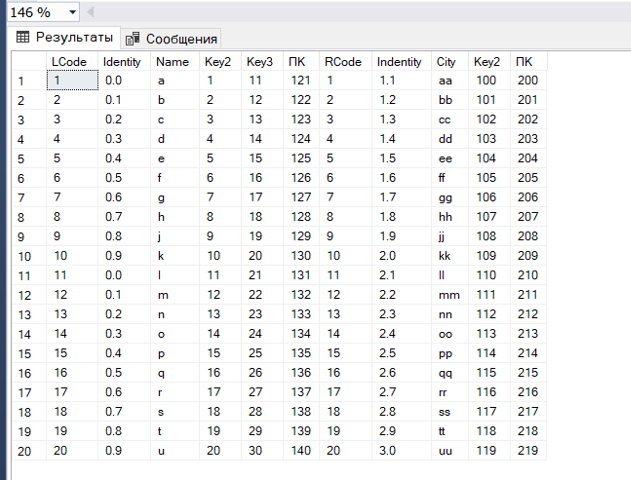 146 %
Результаты Сообщения
LCode Identity Name Key2 Key3 ПК RCode Indentity City Key2 ПК
1 1 0.0 a 1 11 121 1 1.1 aa 100 200
2 2 0.1 b 2 12 122 2 1.2 bb 101 201
3 3 0.2 c 3 13 123 3 1.3 cc 102 202
4 4 0.3 d 4 14 124 4 1.4 dd 103 203
5 5 0.4 e 5 15 125 5 1.5 ee 104 204
6 6 0.5 f 6 16 126 6 1.6 ff 105 205
7 7 0.6 g 7 17 127 7 1.7 gg 106 206
8 8 0.7 h 8 18 128 8 1.8 hh 107 207
9 9 0.8 j 9 19 129 9 1.9 jj 108 208
10 10 0.9 k 10 20 130 10 2.0 kk 109 209
11 11 0.0 l 11 21 131 11 2.1 ll 110 210
12 12 0.1 m 12 22 132 12 2.2 mm 111 211
13 13 0.2 n 13 23 133 13 2.3 nn 112 212
14 14 0.3 o 14 24 134 14 2.4 oo 113 213
15 15 0.4 p 15 25 135 15 2.5 pp 114 214
16 16 0.5 q 16 26 136 16 2.6 qq 115 215
17 17 0.6 r 17 27 137 17 2.7 rr 116 216
18 18 0.7 s 18 28 138 18 2.8 ss 117 217
19 19 0.8 t 19 29 139 19 2.9 tt 118 218
20 20 0.9 u 20 30 140 20 3.0 uu 119 219